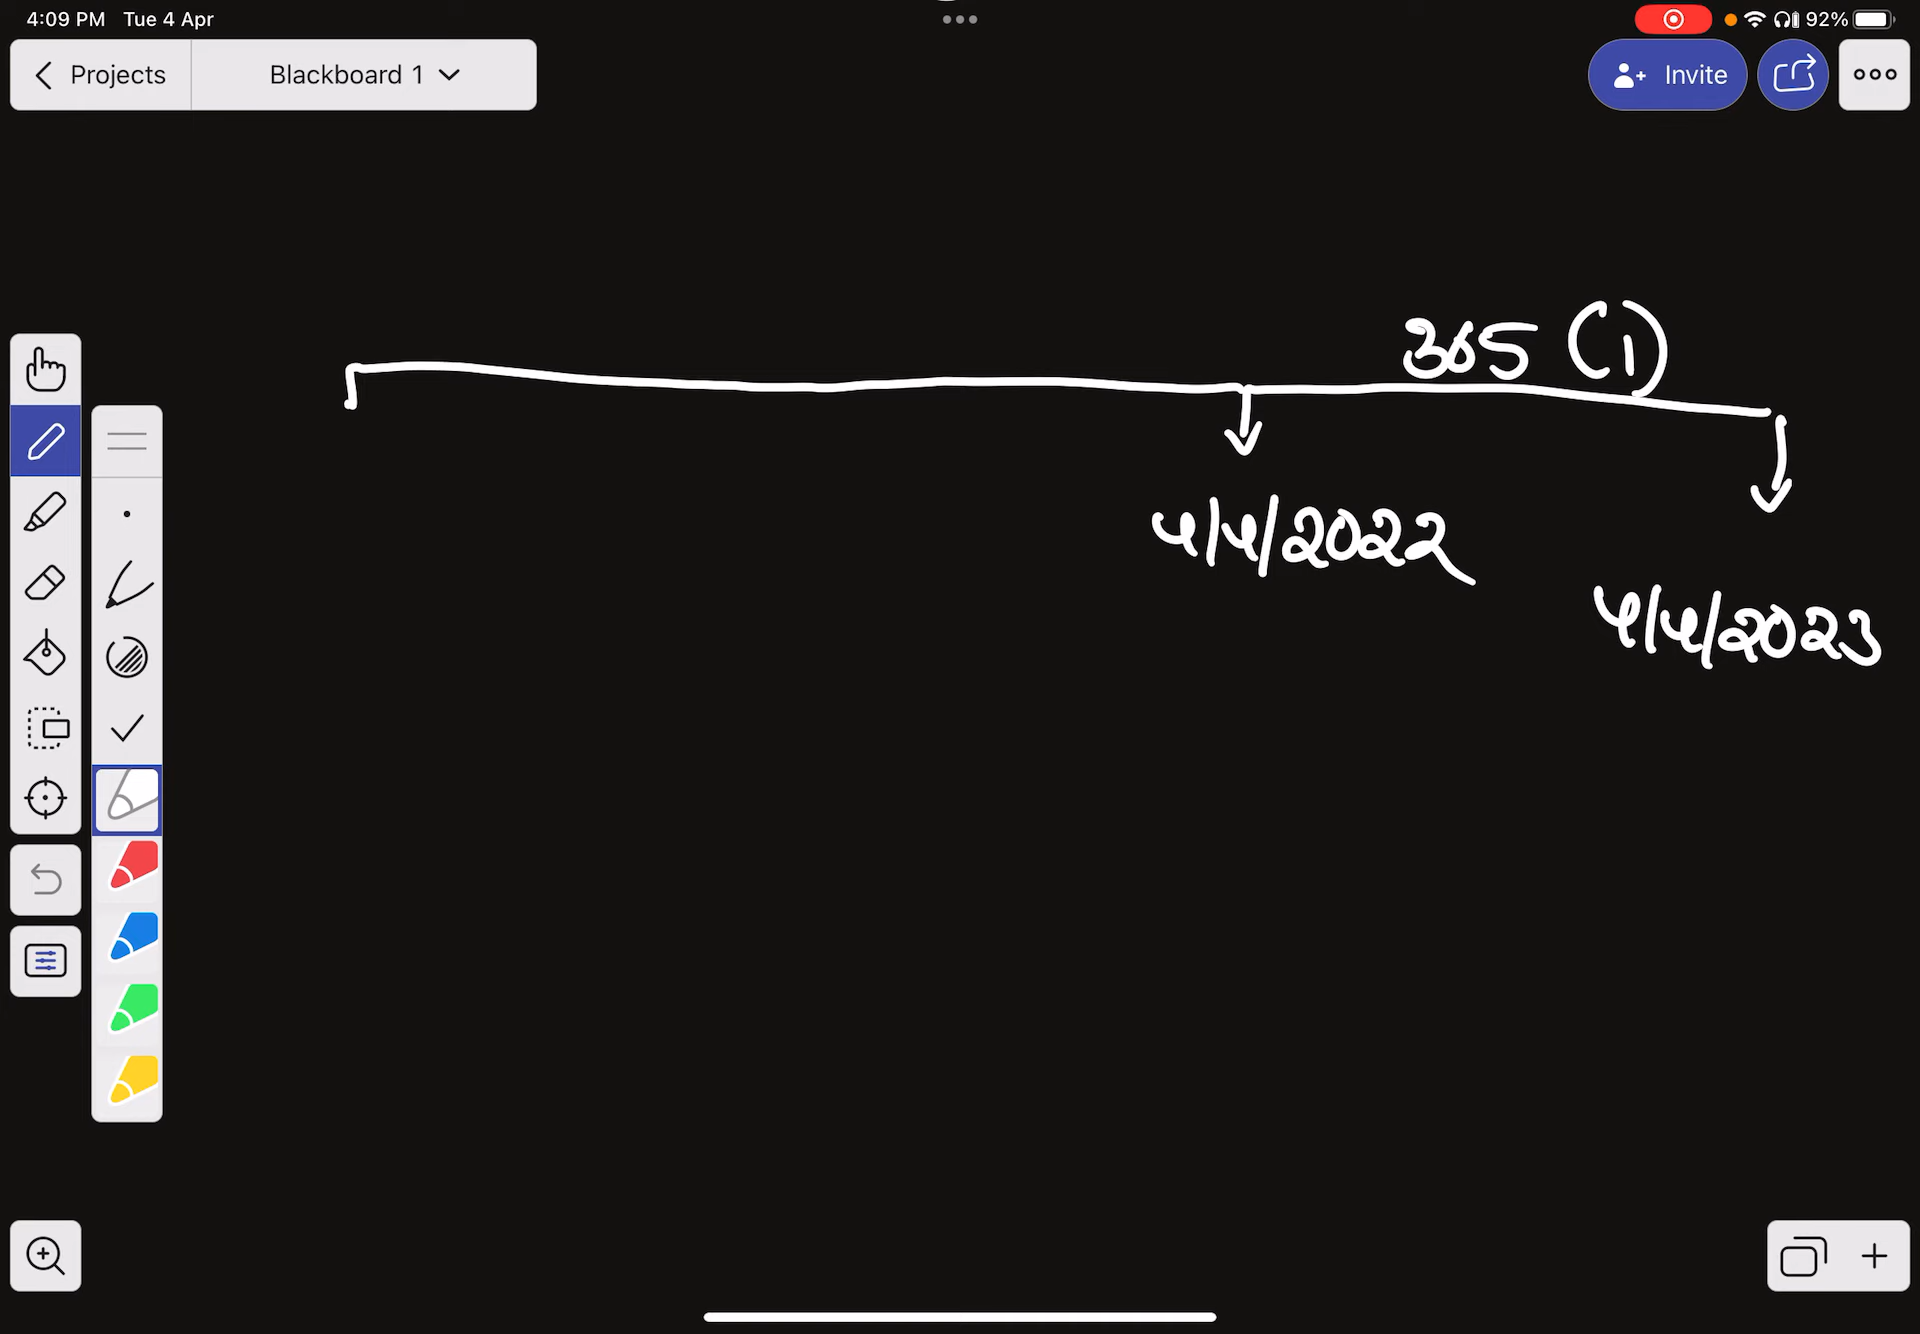 4:09 PM Tue 4 Apr
92%
Projects
Blackboard 1
Invite
365 (1)
4/4/2022
4/4/2023